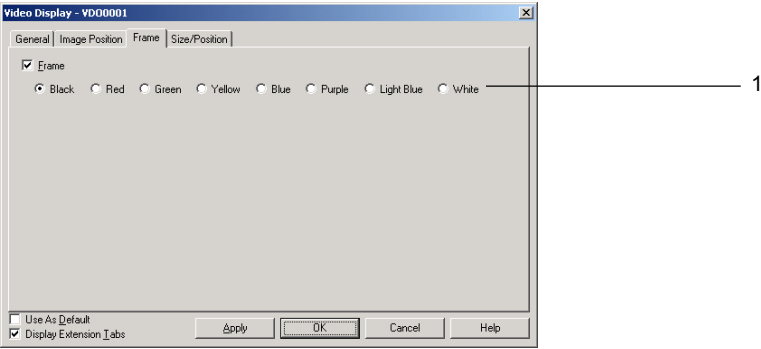 Video Display - VDO0001
General Image Position Frame Size/Position
Frame
Black Red Green Yellow Blue Purple Light Blue White
1
Use As Default
Display Extension Tabs
Apply OK Cancel Help